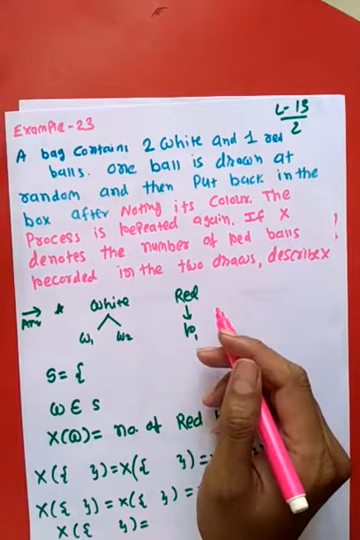 L-13
2
Example-23
A bag contains 2 white and 1 red
balls. one ball is drawn at
random and then Put back in the
box after Noting its Colour. The
Process is repeated again. If X
denotes the number of red balls
recorded in the two draws, describe X
Ans A White Red
w₁ w₂ r₁
S = {
ω ∈ S
X(ω) = no. of Red
X({ }) = X({ }) =
X({ }) = X({ }) =
X({ }) =